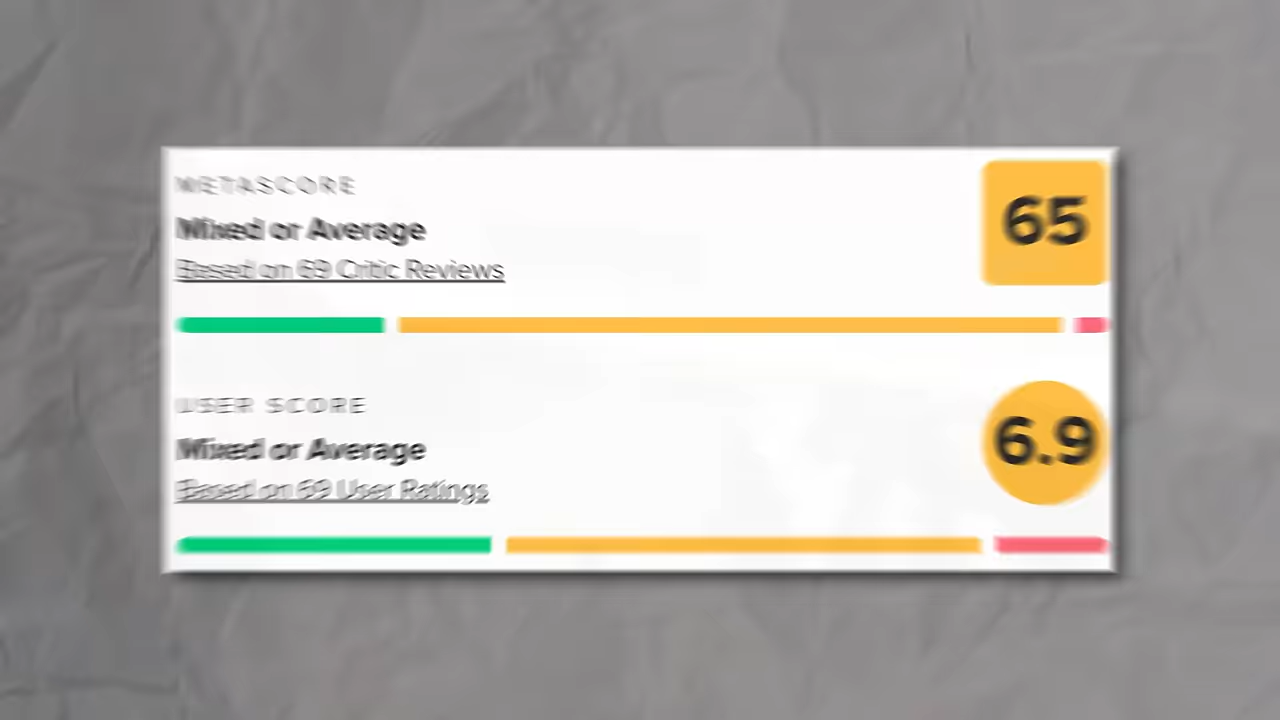 METASCORE
Mixed or Average
65
Based on 69 Critic Reviews
USER SCORE
Mixed or Average
6.9
Based on 69 User Ratings